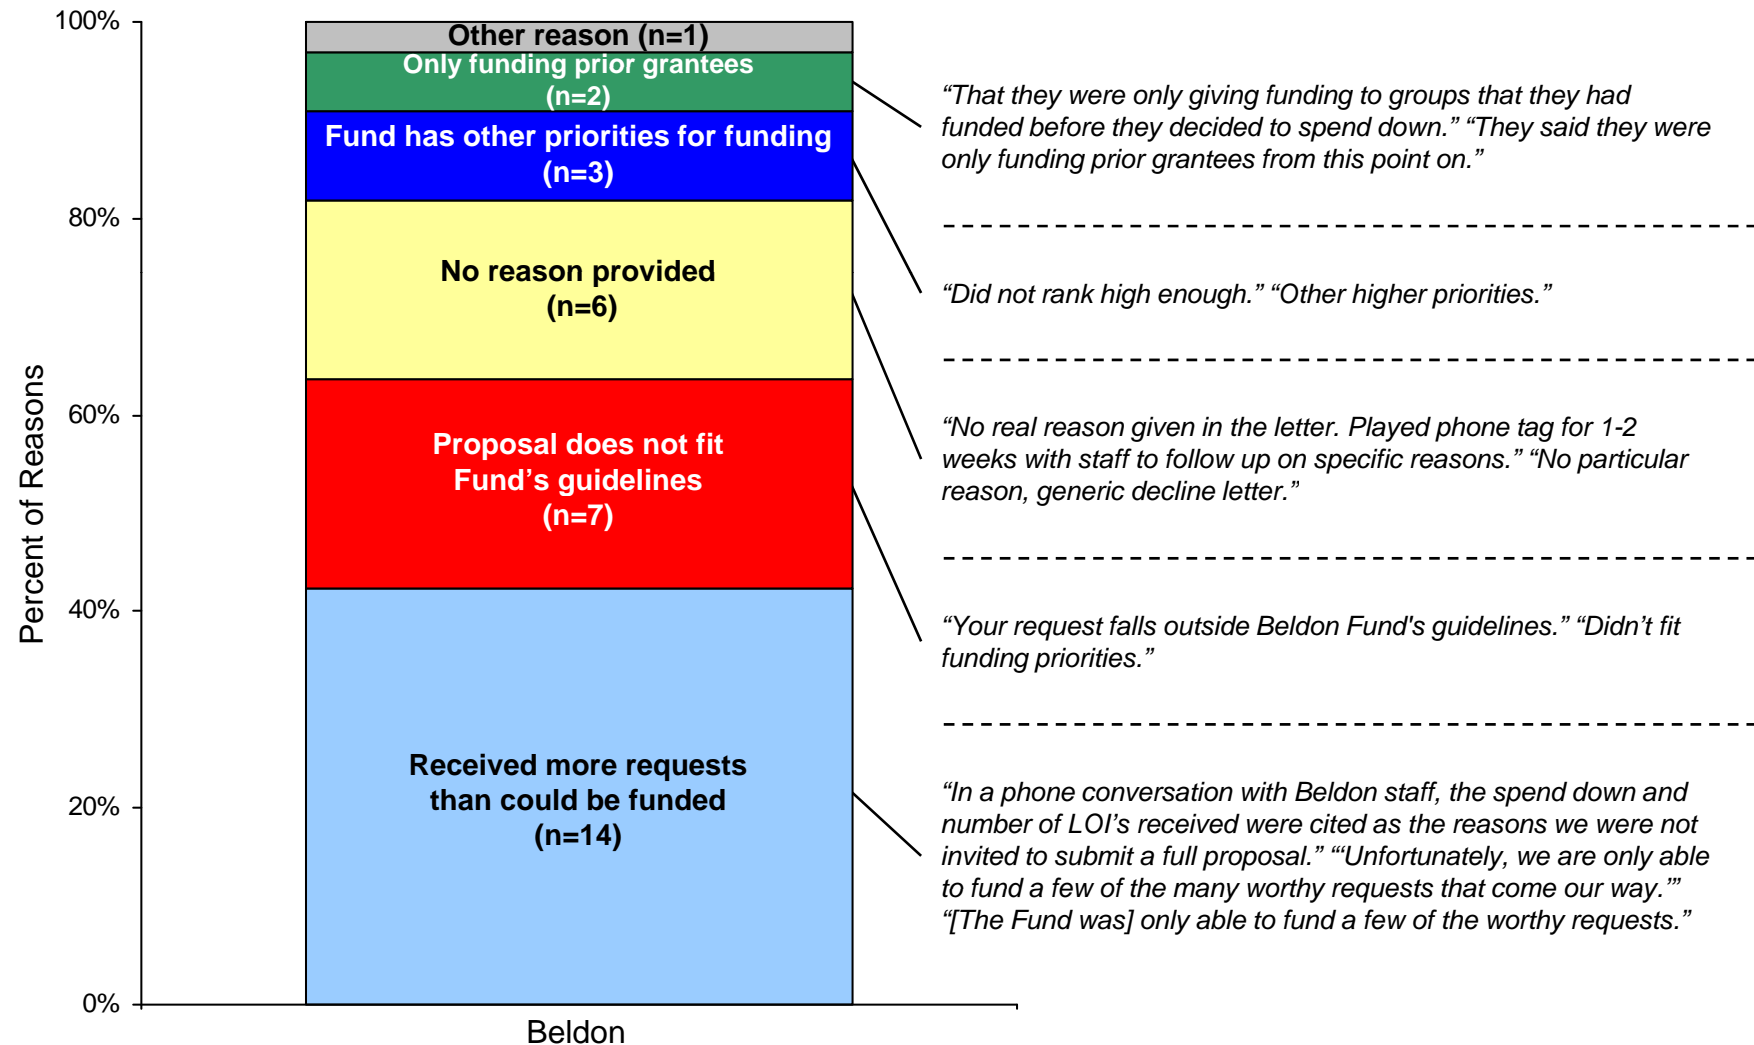 100%
80%
60%
40%
20%
0%
Percent of Reasons
Other reason (n=1)
Only funding prior grantees
(n=2)
Fund has other priorities for funding
(n=3)
No reason provided
(n=6)
Proposal does not fit
Fund’s guidelines
(n=7)
Received more requests
than could be funded
(n=14)
Beldon
“That they were only giving funding to groups that they had
funded before they decided to spend down.” “They said they were
only funding prior grantees from this point on.”
“Did not rank high enough.” “Other higher priorities.”
“No real reason given in the letter. Played phone tag for 1-2
weeks with staff to follow up on specific reasons.” “No particular
reason, generic decline letter.”
“Your request falls outside Beldon Fund's guidelines.” “Didn’t fit
funding priorities.”
“In a phone conversation with Beldon staff, the spend down and
number of LOI’s received were cited as the reasons we were not
invited to submit a full proposal.” “‘Unfortunately, we are only able
to fund a few of the many worthy requests that come our way.’”
“[The Fund was] only able to fund a few of the worthy requests.”